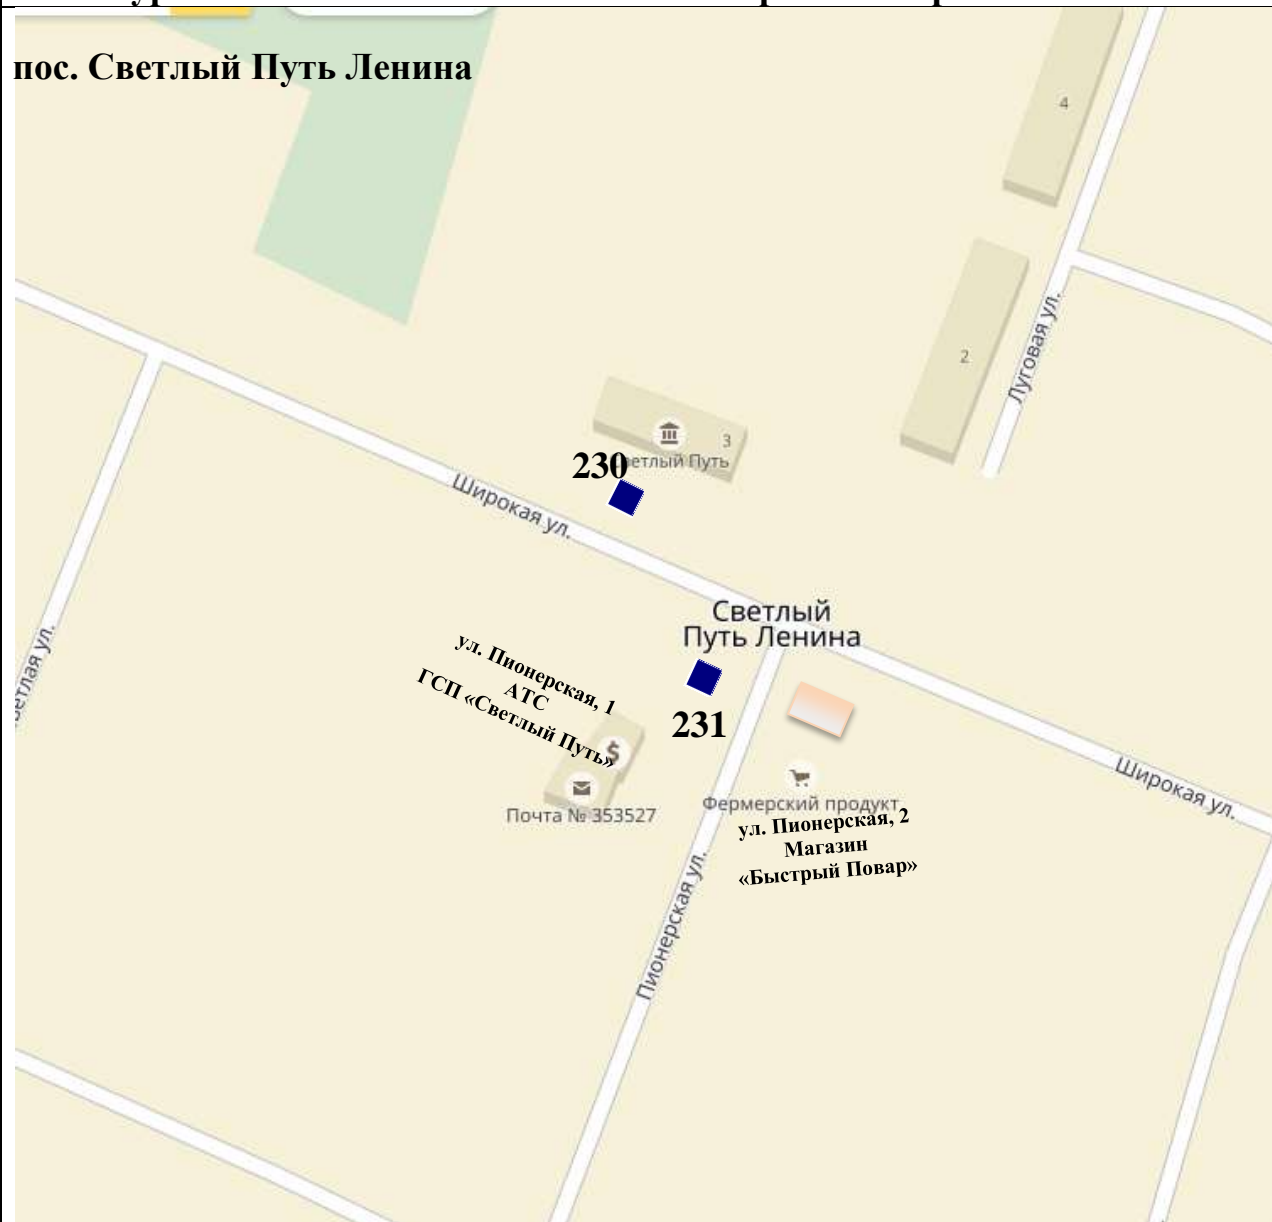 пос. Светлый Путь Ленина
4
2
Луговая ул.
3
230
Светлый Путь
Широкая ул.
Светлый
Путь Ленина
ул. Пионерская, 1
АТС
ГСП «Светлый Путь»
231
$
Почта № 353527
Фермерский продукт
ул. Пионерская, 2
Магазин
«Быстрый Повар»
Широкая ул.
Пионерская ул.
ул.